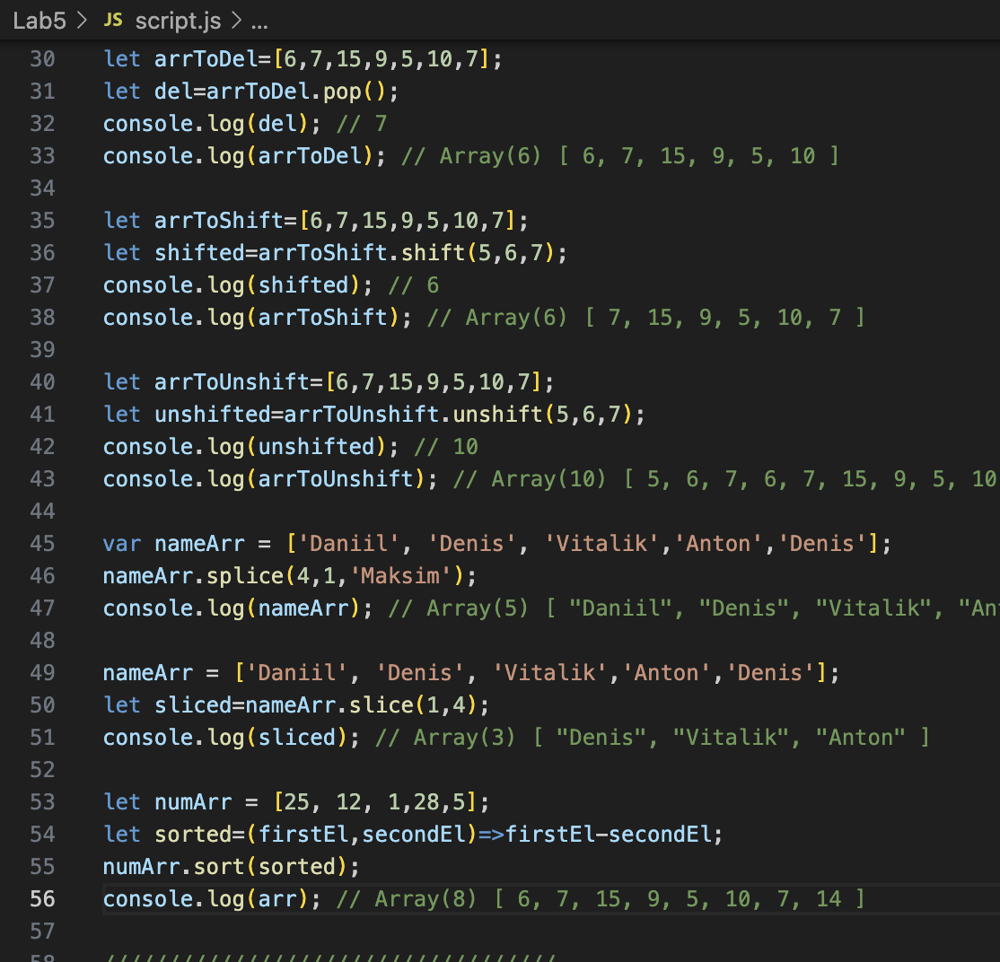 Lab5 > JS script.js > ...
30 let arrToDel=[6,7,15,9,5,10,7];
31 let del=arrToDel.pop();
32 console.log(del); // 7
33 console.log(arrToDel); // Array(6) [ 6, 7, 15, 9, 5, 10 ]
34
35 let arrToShift=[6,7,15,9,5,10,7];
36 let shifted=arrToShift.shift(5,6,7);
37 console.log(shifted); // 6
38 console.log(arrToShift); // Array(6) [ 7, 15, 9, 5, 10, 7 ]
39
40 let arrToUnshift=[6,7,15,9,5,10,7];
41 let unshifted=arrToUnshift.unshift(5,6,7);
42 console.log(unshifted); // 10
43 console.log(arrToUnshift); // Array(10) [ 5, 6, 7, 6, 7, 15, 9, 5, 10
44
45 var nameArr = ['Daniil', 'Denis', 'Vitalik','Anton','Denis'];
46 nameArr.splice(4,1,'Maksim');
47 console.log(nameArr); // Array(5) [ "Daniil", "Denis", "Vitalik", "An
48
49 nameArr = ['Daniil', 'Denis', 'Vitalik','Anton','Denis'];
50 let sliced=nameArr.slice(1,4);
51 console.log(sliced); // Array(3) [ "Denis", "Vitalik", "Anton" ]
52
53 let numArr = [25, 12, 1,28,5];
54 let sorted=(firstEl,secondEl)=>firstEl-secondEl;
55 numArr.sort(sorted);
56 console.log(arr); // Array(8) [ 6, 7, 15, 9, 5, 10, 7, 14 ]
57
58 ///////////////////////////////////